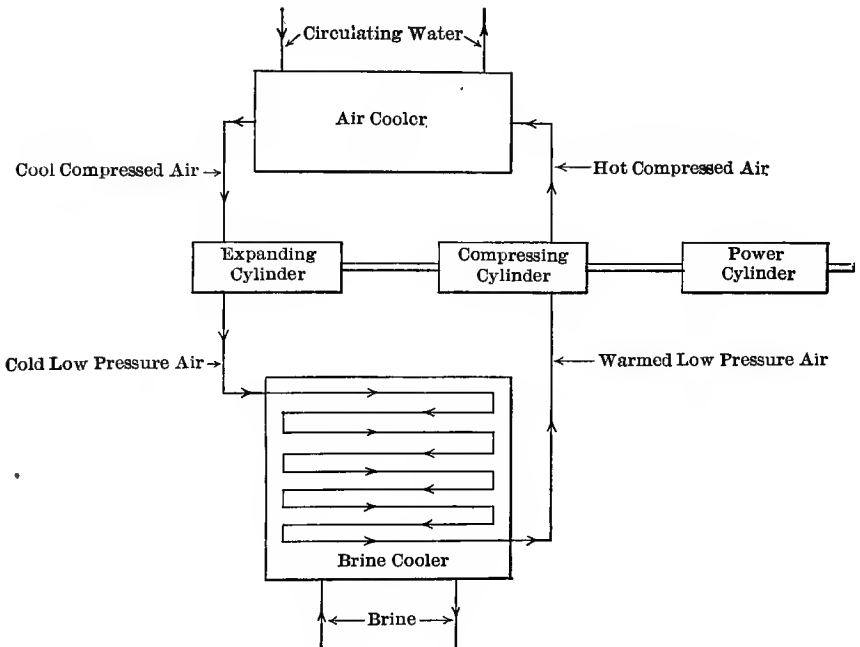 Circulating Water
Air Cooler
Cool Compressed Air
Hot Compressed Air
Expanding
Cylinder
Compressing
Cylinder
Power
Cylinder
Cold Low Pressure Air
Warmed Low Pressure Air
Brine Cooler
Brine